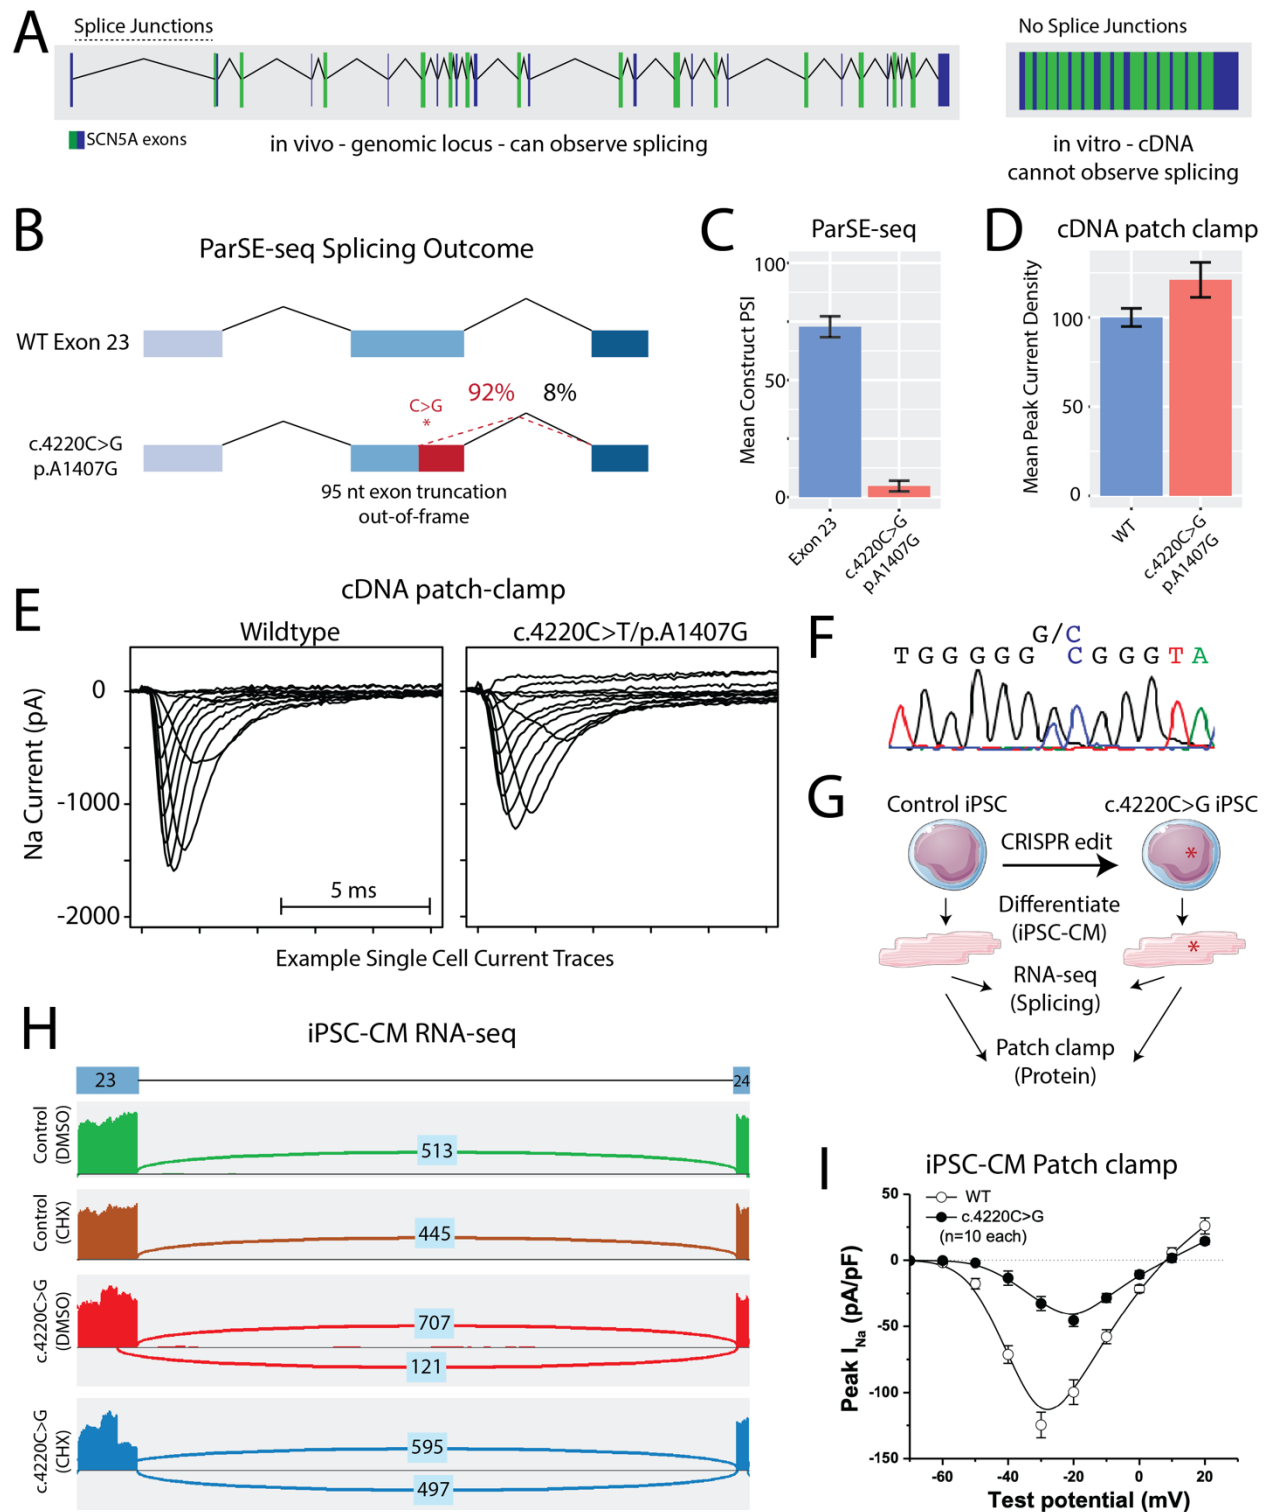 A
Splice Junctions
SCN5A exons
in vivo - genomic locus - can observe splicing
No Splice Junctions
in vitro - cDNA
cannot observe splicing
B
ParSE-seq Splicing Outcome
WT Exon 23
c.4220C>G
p.A1407G
C>G
*
92%
8%
95 nt exon truncation
out-of-frame
C
ParSE-seq
Mean Construct PSI
100
50
0
Exon 23
c.4220C>G
p.A1407G
D
cDNA patch clamp
Mean Peak Current Density
100
50
0
WT
c.4220C>G
p.A1407G
E
cDNA patch-clamp
Wildtype
c.4220C>T/p.A1407G
Na Current (pA)
0
-1000
-2000
5 ms
Example Single Cell Current Traces
F
G/C
T G G G G G C G G G T A
G
Control iPSC
c.4220C>G iPSC
CRISPR edit
*
Differentiate
(iPSC-CM)
*
RNA-seq
(Splicing)
Patch clamp
(Protein)
H
iPSC-CM RNA-seq
23
24
Control
(DMSO)
513
Control
(CHX)
445
c.4220C>G
(DMSO)
707
121
c.4220C>G
(CHX)
595
497
I
iPSC-CM Patch clamp
WT
c.4220C>G
(n=10 each)
Peak INa (pA/pF)
50
0
-50
-100
-150
-60 -40 -20 0 20
Test potential (mV)